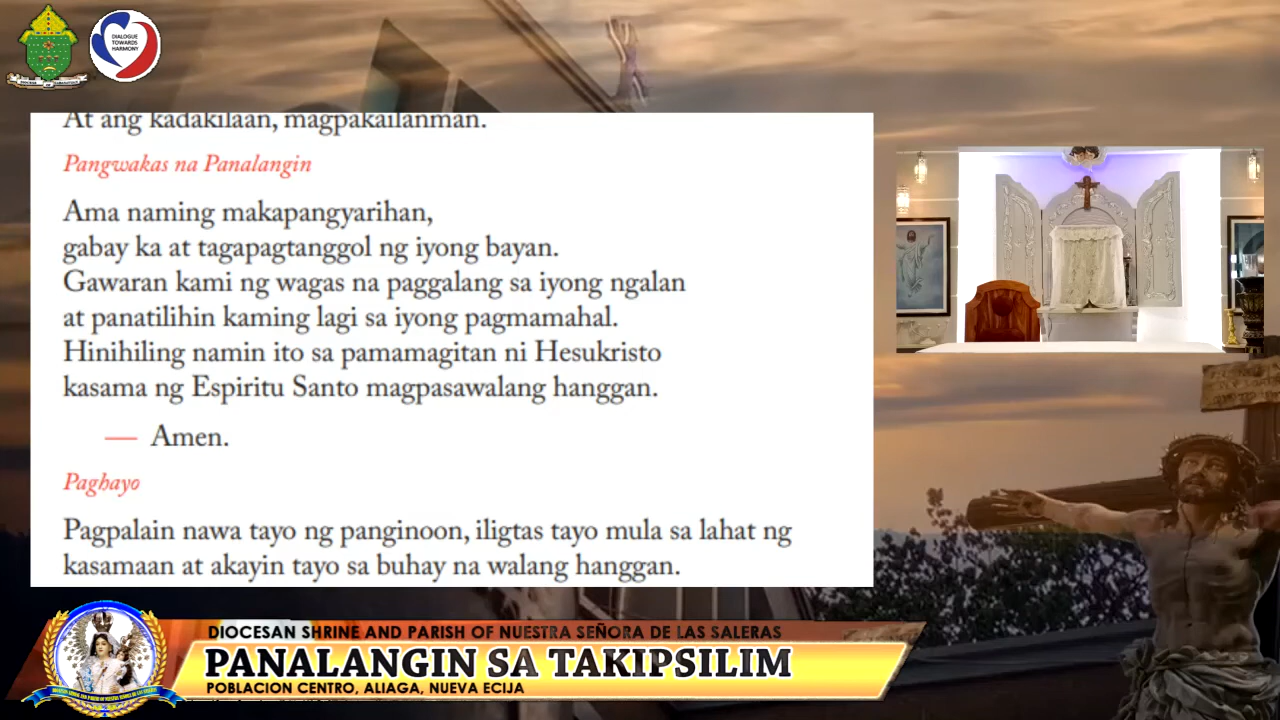 DIALOGUE
TOWARDS
HARMONY
At ang kadakilaan, magpakailanman.
Pangwakas na Panalangin
Ama naming makapangyarihan,
gabay ka at tagapagtanggol ng iyong bayan.
Gawaran kami ng wagas na paggalang sa iyong ngalan
at panatilihin kaming lagi sa iyong pagmamahal.
Hinihiling namin ito sa pamamagitan ni Hesukristo
kasama ng Espiritu Santo magpasawalang hanggan.
— Amen.
Paghayo
Pagpalain nawa tayo ng panginoon, iligtas tayo mula sa lahat ng
kasamaan at akayin tayo sa buhay na walang hanggan.
DIOCESAN SHRINE AND PARISH OF NUESTRA SEÑORA DE LAS SALERAS
PANALANGIN SA TAKIPSILIM
POBLACION CENTRO, ALIAGA, NUEVA ECIJA